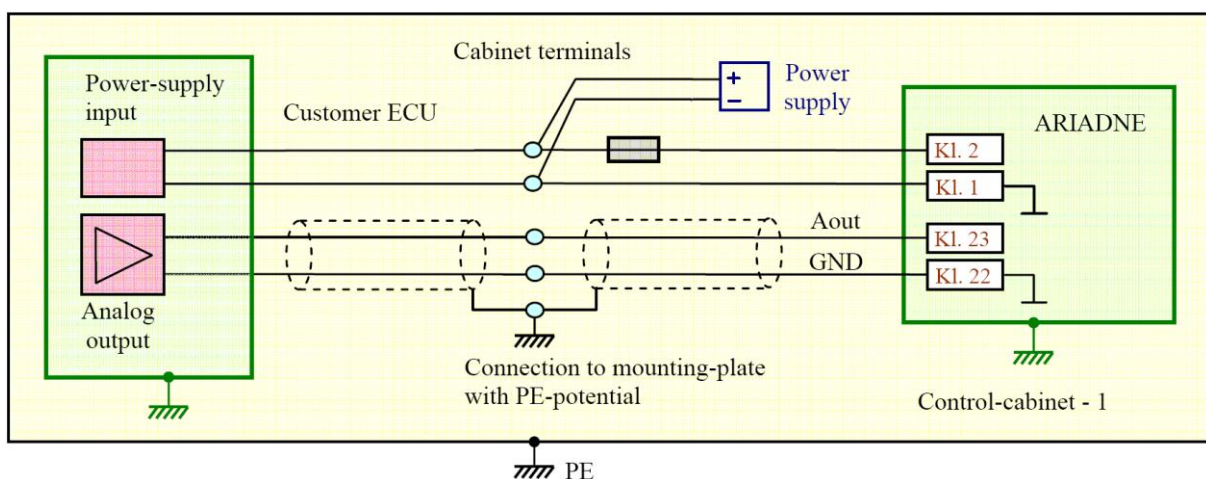 Cabinet terminals
Power-supply
input
Customer ECU
+
−
Power
supply
ARIADNE
Kl. 2
Kl. 1
Aout
Kl. 23
GND
Kl. 22
Analog
output
Connection to mounting-plate
with PE-potential
Control-cabinet - 1
PE